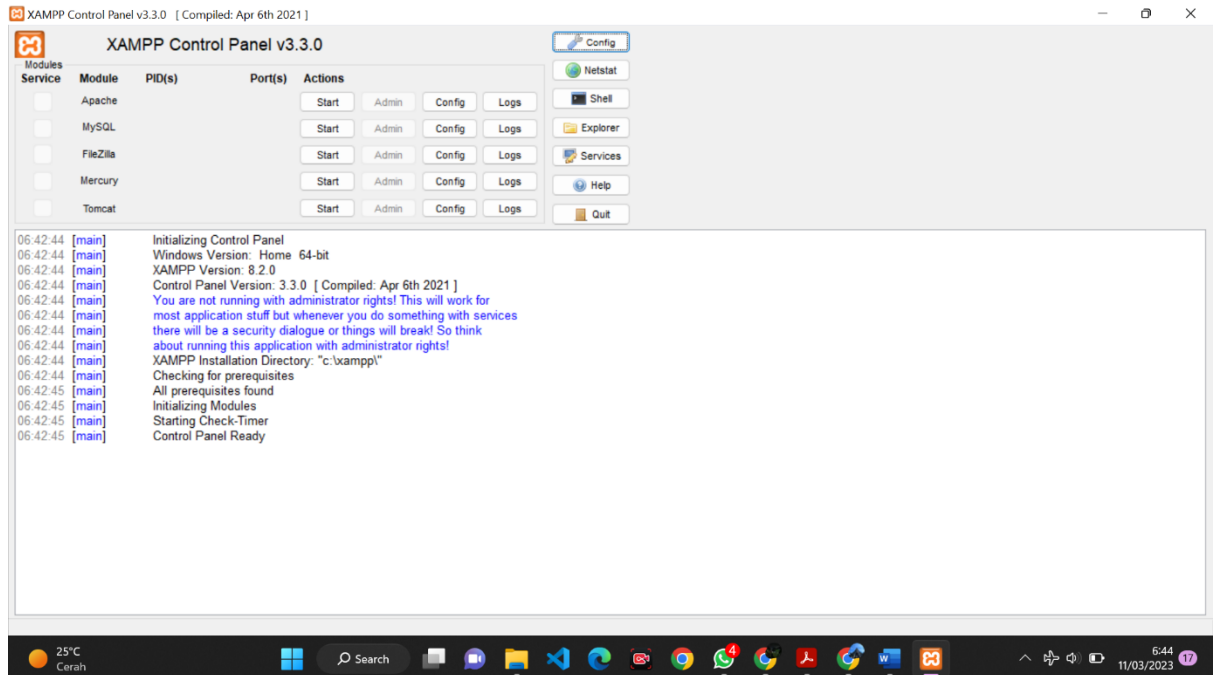 XAMPP Control Panel v3.3.0 [ Compiled: Apr 6th 2021 ]
XAMPP Control Panel v3.3.0
Config
Modules
Service Module PID(s) Port(s) Actions
Netstat
Apache Start Admin Config Logs
Shell
MySQL Start Admin Config Logs
Explorer
FileZilla Start Admin Config Logs
Services
Mercury Start Admin Config Logs
Help
Tomcat Start Admin Config Logs
Quit
06:42:44 [main] Initializing Control Panel
06:42:44 [main] Windows Version: Home 64-bit
06:42:44 [main] XAMPP Version: 8.2.0
06:42:44 [main] Control Panel Version: 3.3.0 [ Compiled: Apr 6th 2021 ]
06:42:44 [main] You are not running with administrator rights! This will work for
06:42:44 [main] most application stuff but whenever you do something with services
06:42:44 [main] there will be a security dialogue or things will break! So think
06:42:44 [main] about running this application with administrator rights!
06:42:44 [main] XAMPP Installation Directory: "c:\xampp\"
06:42:44 [main] Checking for prerequisites
06:42:45 [main] All prerequisites found
06:42:45 [main] Initializing Modules
06:42:45 [main] Starting Check-Timer
06:42:45 [main] Control Panel Ready
25°C
Cerah
Search
4
6:44
11/03/2023
17